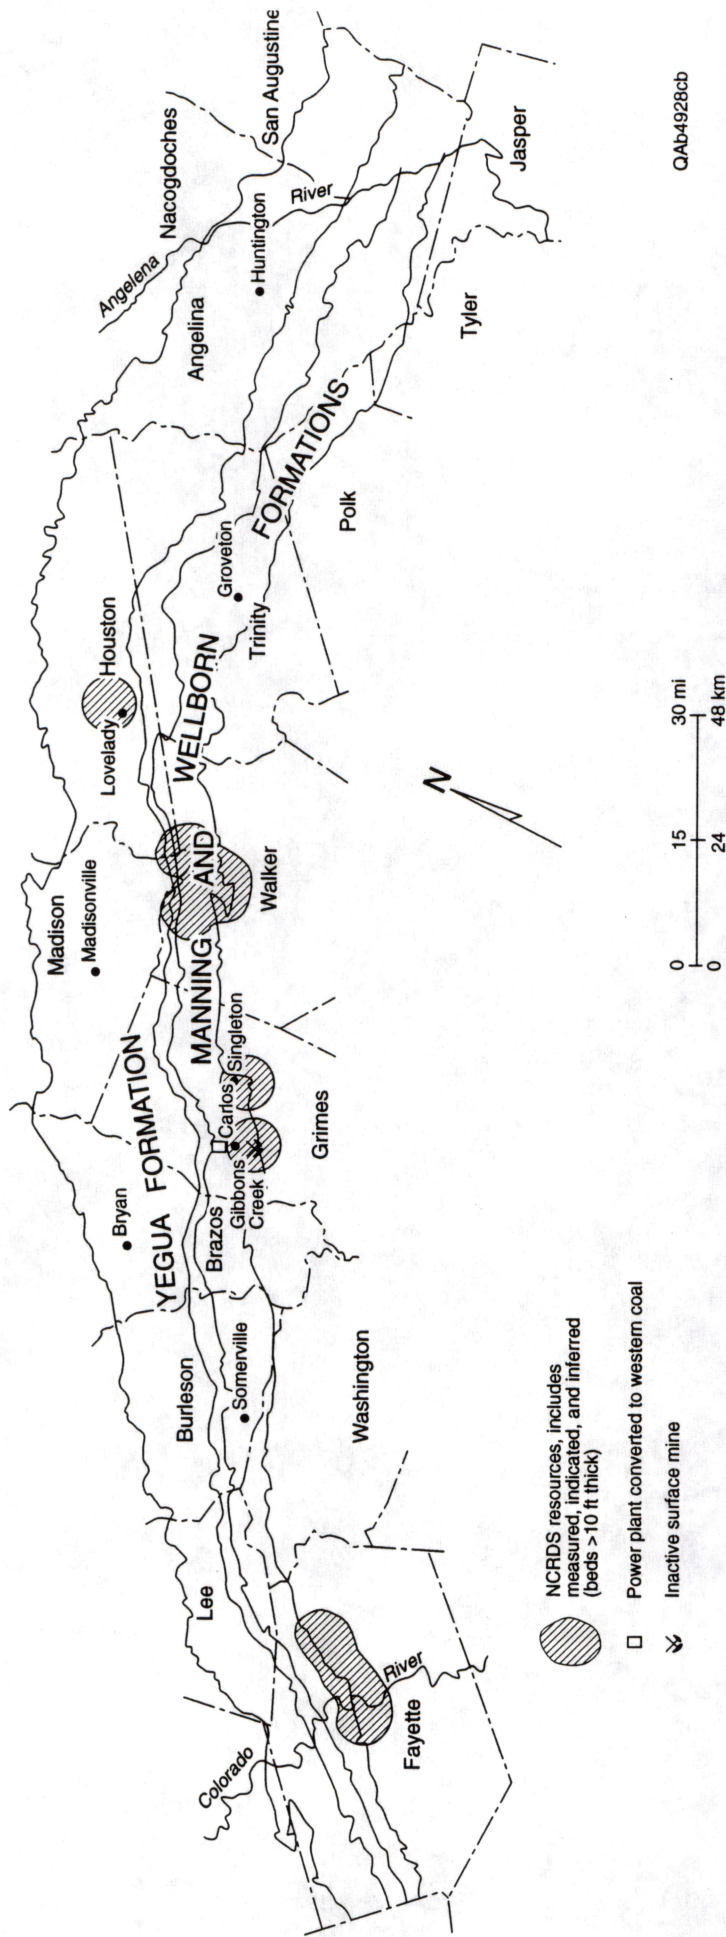 Angelena
Nacogdoches
San Augustine
River
Huntington
Angelina
Jasper
Tyler
Polk
Houston
Lovelady
Groveton
Trinity
Madison
Madisonville
Walker
YEGUA FORMATION
MANNING AND WELLBORN FORMATIONS
Bryan
Brazos
Carlos
Singleton
Gibbons
Creek
Grimes
Burleson
Somerville
Washington
Lee
Colorado
River
Fayette
N
0 15 30 mi
0 24 48 km
NCRDS resources, includes
measured, indicated, and inferred
(beds >10 ft thick)
Power plant converted to western coal
Inactive surface mine
QAb4928cb